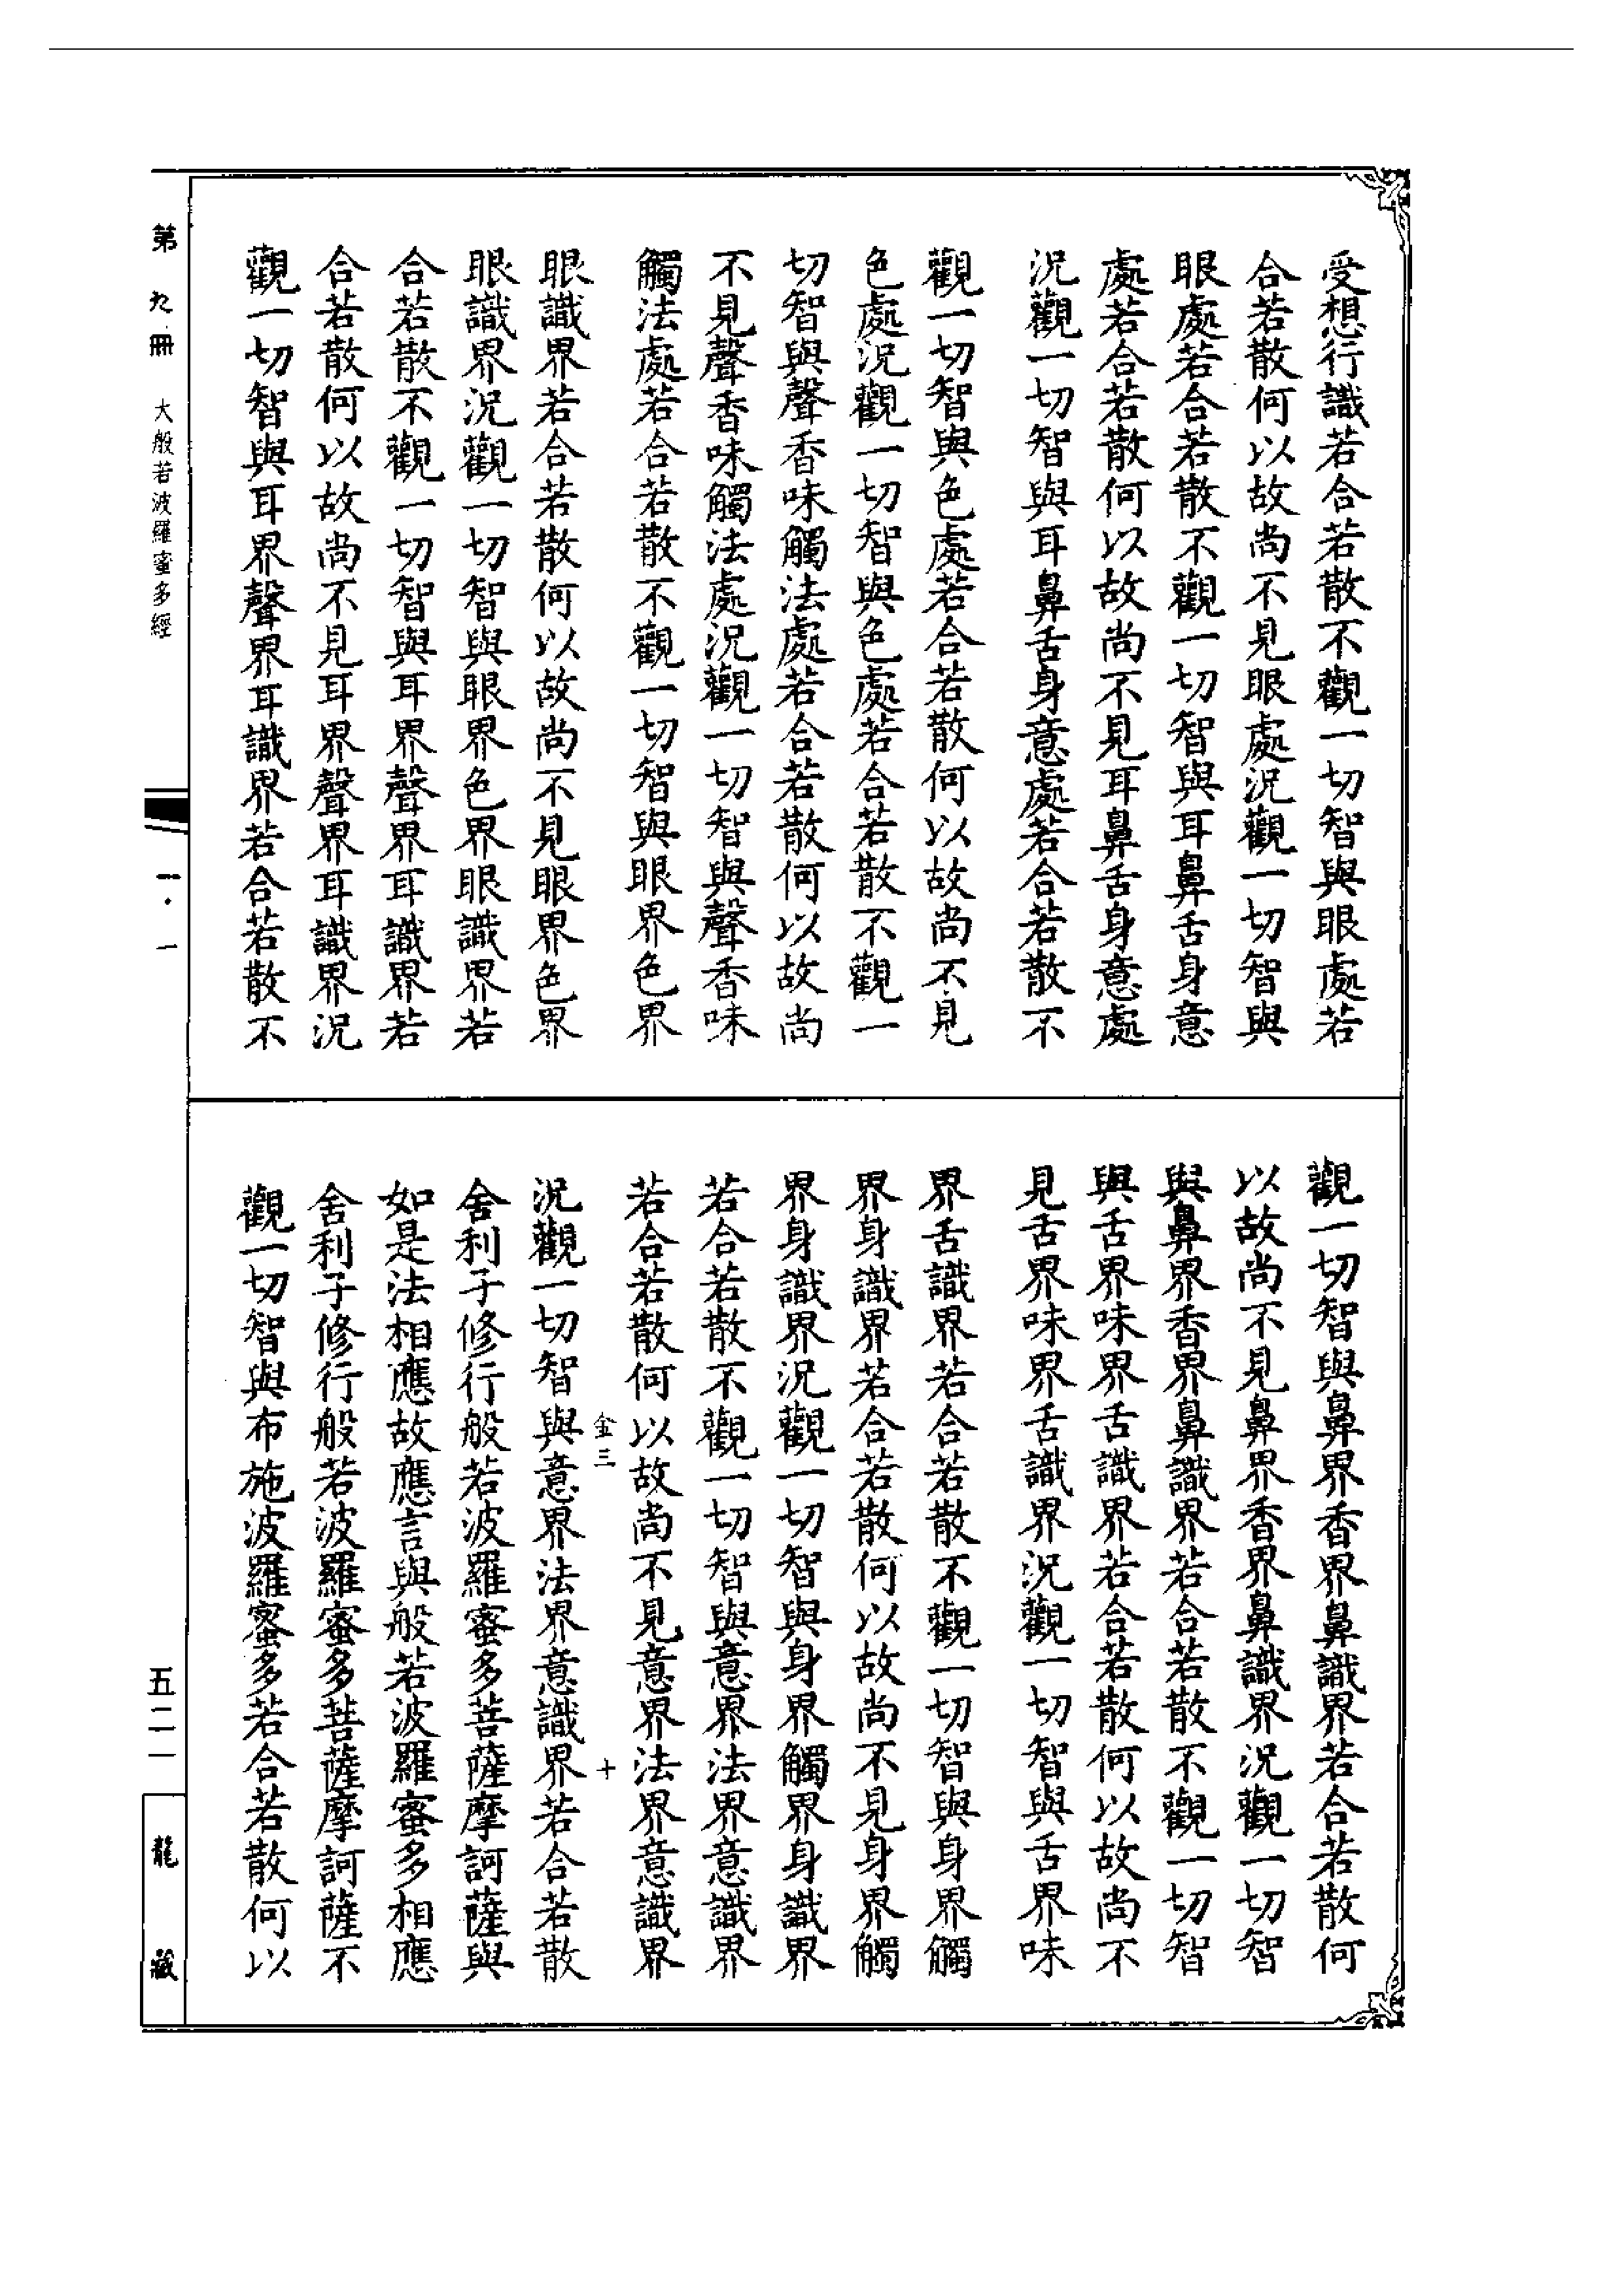 受想行識若合若散不觀一切智與眼處若
合若散何以故尚不見眼處況觀一切智與
眼處若合若散不觀一切智與耳鼻舌身意
處若合若散何以故尚不見耳鼻舌身意處
況觀一切智與耳鼻舌身意處若合若散不
觀一切智與色處若合若散何以故尚不見
色處況觀一切智與色處若合若散不觀一
切智與聲香味觸法處若合若散何以故尚
不見聲香味觸法處況觀一切智與聲香味
觸法處若合若散不觀一切智與眼界色界
眼識界若合若散何以故尚不見眼界色界
眼識界況觀一切智與眼界色界眼識界若
合若散不觀一切智與耳界聲界耳識界若
合若散何以故尚不見耳界聲界耳識界況
觀一切智與耳界聲界耳識界若合若散不
觀一切智與鼻界香界鼻識界若合若散何
以故尚不見鼻界香界鼻識界況觀一切智
與鼻界香界鼻識界若合若散不觀一切智
與舌界味界舌識界若合若散何以故尚不
見舌界味界舌識界況觀一切智與舌界味
界舌識界若合若散不觀一切智與身界觸
界身識界若合若散何以故尚不見身界觸
界身識界況觀一切智與身界觸界身識界
若合若散不觀一切智與意界法界意識界
若合若散何以故尚不見意界法界意識界
金三 十
況觀一切智與意界法界意識界若合若散
舍利子修行般若波羅蜜多菩薩摩訶薩與
如是法相應故應言與般若波羅蜜多相應
舍利子修行般若波羅蜜多菩薩摩訶薩不
觀一切智與布施波羅蜜多若合若散何以
第九冊 大般若波羅蜜多經 一·一 五二一 龍藏